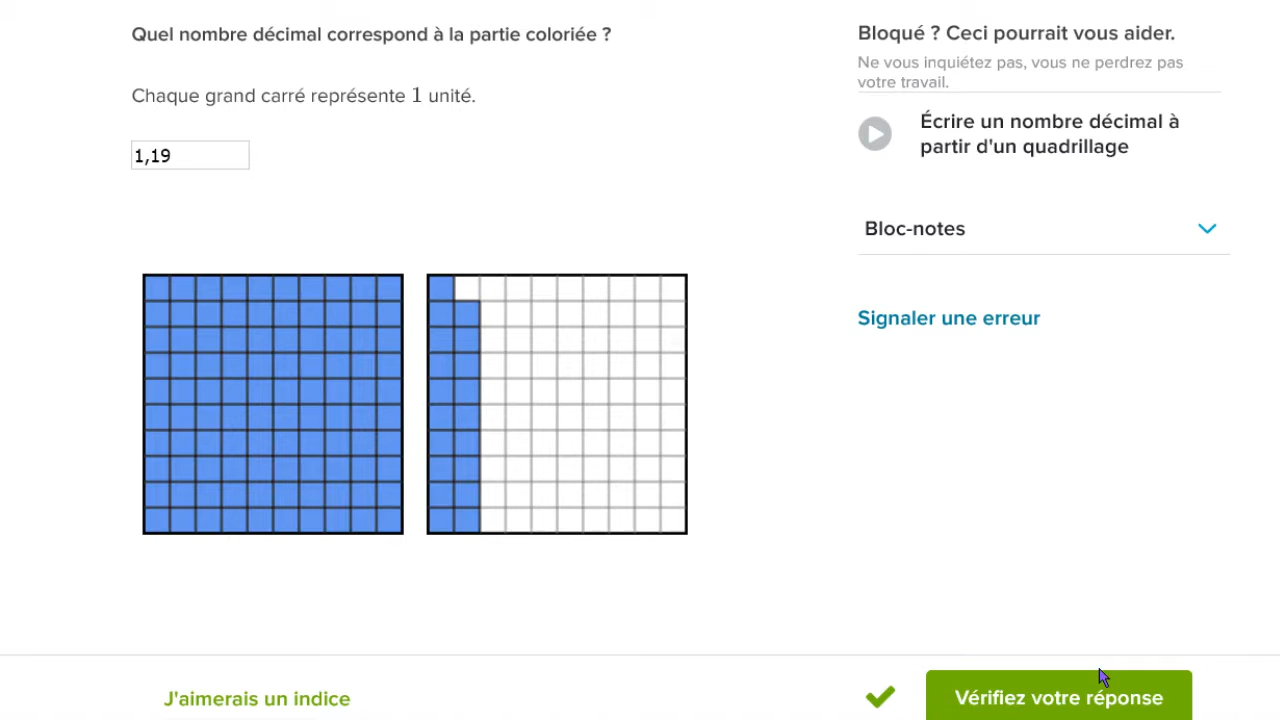 Quel nombre décimal correspond à la partie coloriée ?
Chaque grand carré représente 1 unité.
1,19
Bloqué ? Ceci pourrait vous aider.
Ne vous inquiétez pas, vous ne perdrez pas
votre travail.
Écrire un nombre décimal à
partir d'un quadrillage
Bloc-notes
Signaler une erreur
J'aimerais un indice
Vérifiez votre réponse